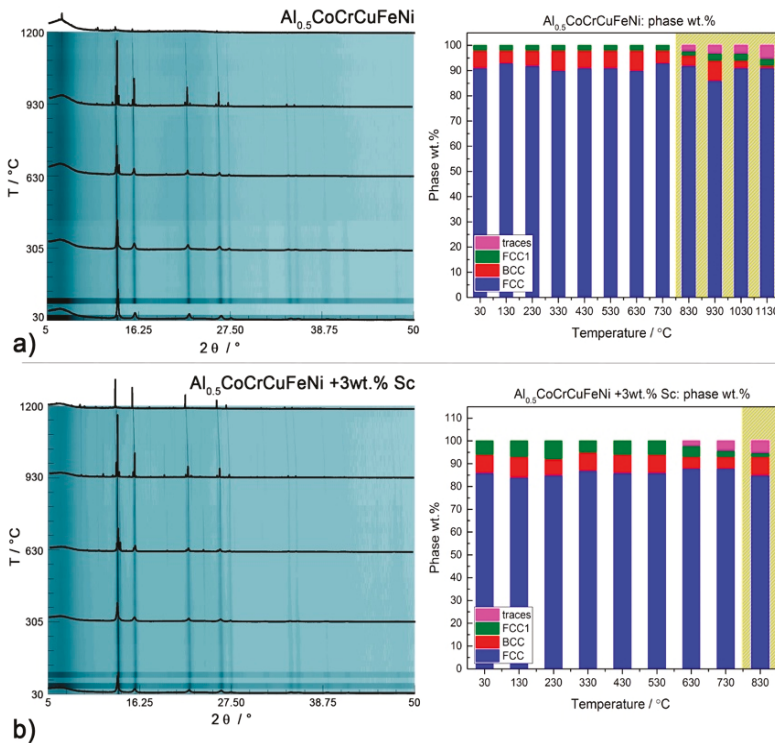 Al0.5CoCrCuFeNi
1200
930
630
305
30
T / °C
5 16.25 27.50 38.75 50
2 θ / °
a)
Al0.5CoCrCuFeNi: phase wt.%
100
90
80
70
60
50
40
30
20
10
0
Phase wt.%
traces
FCC1
BCC
FCC
30 130 230 330 430 530 630 730 830 930 1030 1130
Temperature / °C
Al0.5CoCrCuFeNi +3wt.% Sc
1200
930
630
305
30
T / °C
5 16.25 27.50 38.75 50
2 θ / °
b)
Al0.5CoCrCuFeNi +3wt.% Sc: phase wt.%
110
100
90
80
70
60
50
40
30
20
10
0
Phase wt.%
traces
FCC1
BCC
FCC
30 130 230 330 430 530 630 730 830
Temperature / °C